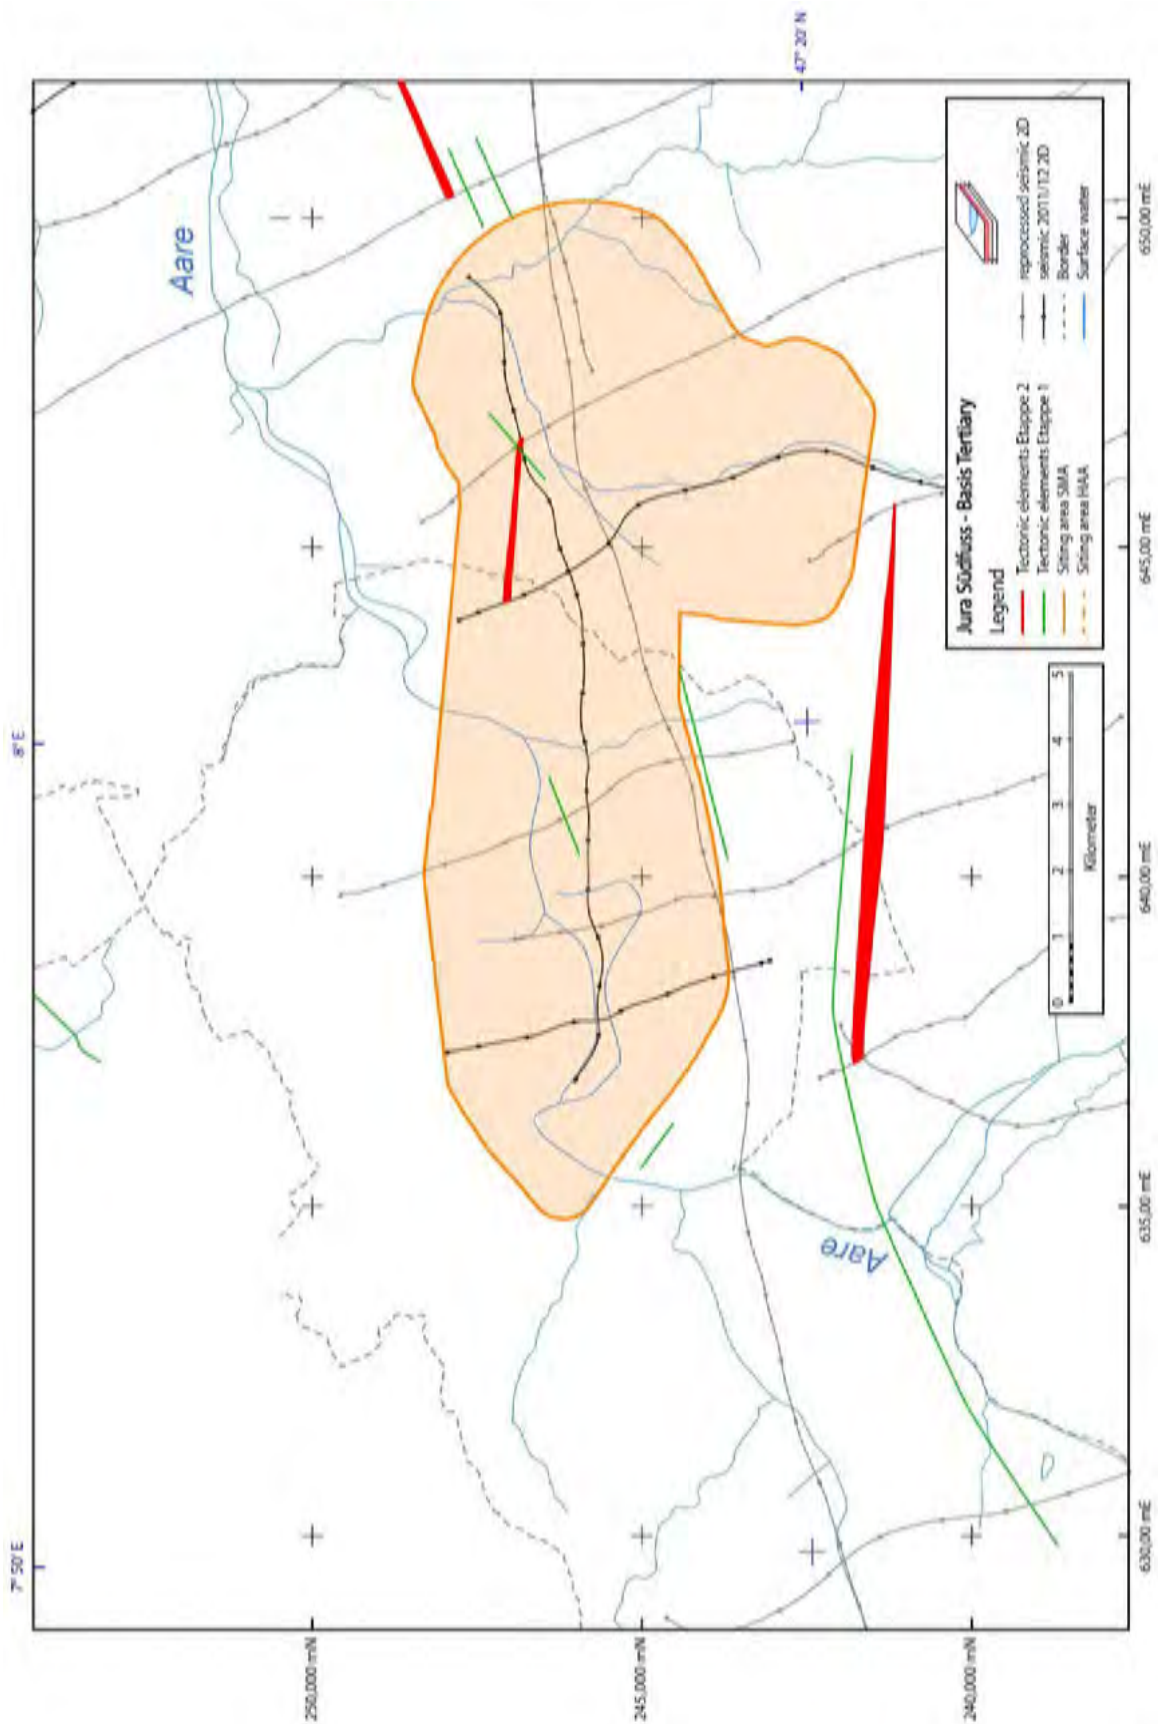 7° 50' E
8° E
47° 20' N
Aare
Aare
250,000 mN
245,000 mN
240,000 mN
630,00 mE
635,00 mE
640,00 mE
645,00 mE
650,00 mE
0 1 2 3 4 5
Kilometer
Jura Südfuss - Basis Tertiary
Legend
Tectonic elements Etappe 2
Tectonic elements Etappe 1
Siting area SMA
Siting area HAA
reprocessed seismic 2D
seismic 2011/12 2D
Border
Surface water